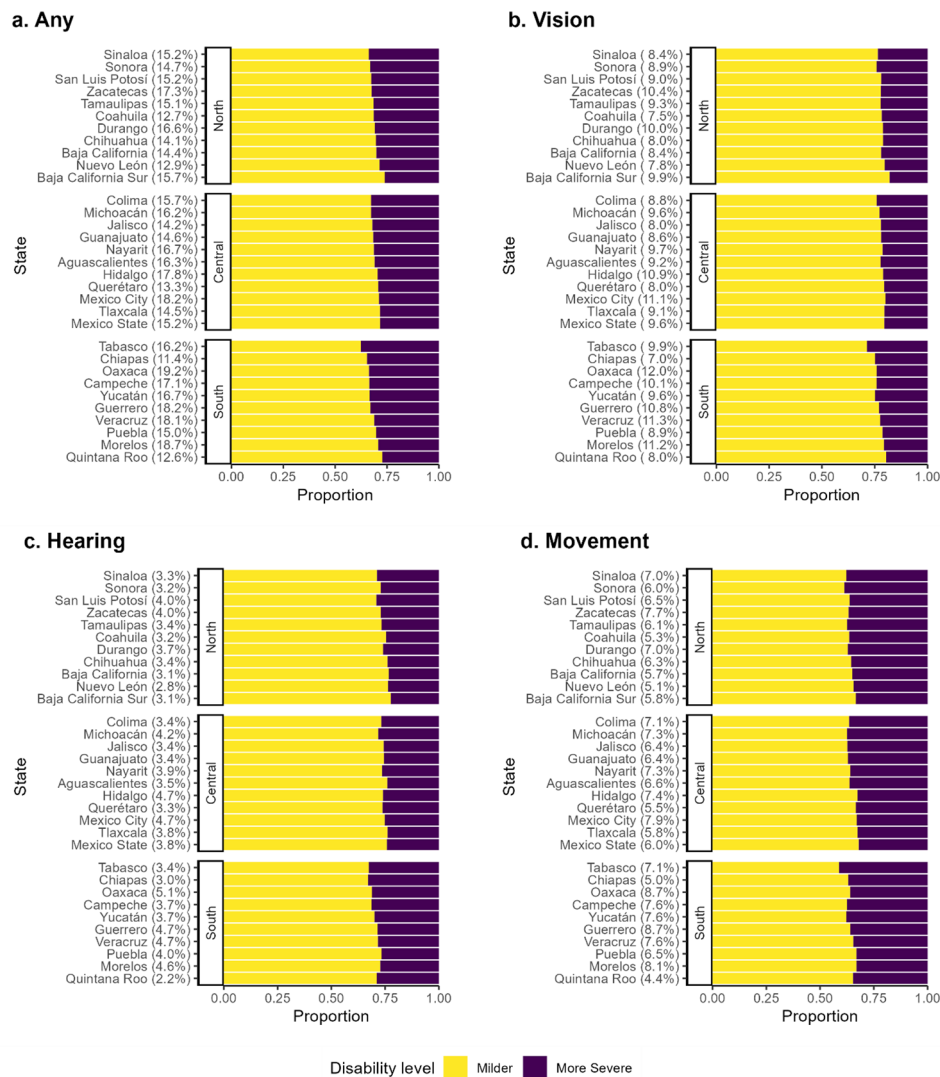 a. Any
Sinaloa (15.2%)
Sonora (14.7%)
San Luis Potosí (15.2%)
Zacatecas (17.3%)
Tamaulipas (15.1%)
Coahuila (12.7%)
Durango (16.6%)
Chihuahua (14.1%)
Baja California (14.4%)
Nuevo León (12.9%)
Baja California Sur (15.7%)
North
Colima (15.7%)
Michoacán (16.2%)
Jalisco (14.2%)
Guanajuato (14.6%)
Nayarit (16.7%)
Aguascalientes (16.3%)
Hidalgo (17.8%)
Querétaro (13.3%)
Mexico City (18.2%)
Tlaxcala (14.5%)
Mexico State (15.2%)
Central
State
Tabasco (16.2%)
Chiapas (11.4%)
Oaxaca (19.2%)
Campeche (17.1%)
Yucatán (16.7%)
Guerrero (18.2%)
Veracruz (18.1%)
Puebla (15.0%)
Morelos (18.7%)
Quintana Roo (12.6%)
South
0.00 0.25 0.50 0.75 1.00
Proportion
b. Vision
Sinaloa ( 8.4%)
Sonora ( 8.9%)
San Luis Potosí ( 9.0%)
Zacatecas (10.4%)
Tamaulipas ( 9.3%)
Coahuila ( 7.5%)
Durango (10.0%)
Chihuahua ( 8.0%)
Baja California ( 8.4%)
Nuevo León ( 7.8%)
Baja California Sur ( 9.9%)
North
Colima ( 8.8%)
Michoacán ( 9.6%)
Jalisco ( 8.0%)
Guanajuato ( 8.6%)
Nayarit ( 9.7%)
Aguascalientes ( 9.2%)
Hidalgo (10.9%)
Querétaro ( 8.0%)
Mexico City (11.1%)
Tlaxcala ( 9.1%)
Mexico State ( 9.6%)
Central
State
Tabasco ( 9.9%)
Chiapas ( 7.0%)
Oaxaca (12.0%)
Campeche (10.1%)
Yucatán ( 9.6%)
Guerrero (10.8%)
Veracruz (11.3%)
Puebla ( 8.9%)
Morelos (11.2%)
Quintana Roo ( 8.0%)
South
0.00 0.25 0.50 0.75 1.00
Proportion
c. Hearing
Sinaloa (3.3%)
Sonora (3.2%)
San Luis Potosí (4.0%)
Zacatecas (4.0%)
Tamaulipas (3.4%)
Coahuila (3.2%)
Durango (3.7%)
Chihuahua (3.4%)
Baja California (3.1%)
Nuevo León (2.8%)
Baja California Sur (3.1%)
North
Colima (3.4%)
Michoacán (4.2%)
Jalisco (3.4%)
Guanajuato (3.4%)
Nayarit (3.9%)
Aguascalientes (3.5%)
Hidalgo (4.7%)
Querétaro (3.3%)
Mexico City (4.7%)
Tlaxcala (3.8%)
Mexico State (3.8%)
Central
State
Tabasco (3.4%)
Chiapas (3.0%)
Oaxaca (5.1%)
Campeche (3.7%)
Yucatán (3.7%)
Guerrero (4.7%)
Veracruz (4.7%)
Puebla (4.0%)
Morelos (4.6%)
Quintana Roo (2.2%)
South
0.00 0.25 0.50 0.75 1.00
Proportion
d. Movement
Sinaloa (7.0%)
Sonora (6.0%)
San Luis Potosí (6.5%)
Zacatecas (7.7%)
Tamaulipas (6.1%)
Coahuila (5.3%)
Durango (7.0%)
Chihuahua (6.3%)
Baja California (5.7%)
Nuevo León (5.1%)
Baja California Sur (5.8%)
North
Colima (7.1%)
Michoacán (7.3%)
Jalisco (6.4%)
Guanajuato (6.4%)
Nayarit (7.3%)
Aguascalientes (6.6%)
Hidalgo (7.4%)
Querétaro (5.5%)
Mexico City (7.9%)
Tlaxcala (5.8%)
Mexico State (6.0%)
Central
State
Tabasco (7.1%)
Chiapas (5.0%)
Oaxaca (8.7%)
Campeche (7.6%)
Yucatán (7.6%)
Guerrero (8.7%)
Veracruz (7.6%)
Puebla (6.5%)
Morelos (8.1%)
Quintana Roo (4.4%)
South
0.00 0.25 0.50 0.75 1.00
Proportion
Disability level Milder More Severe